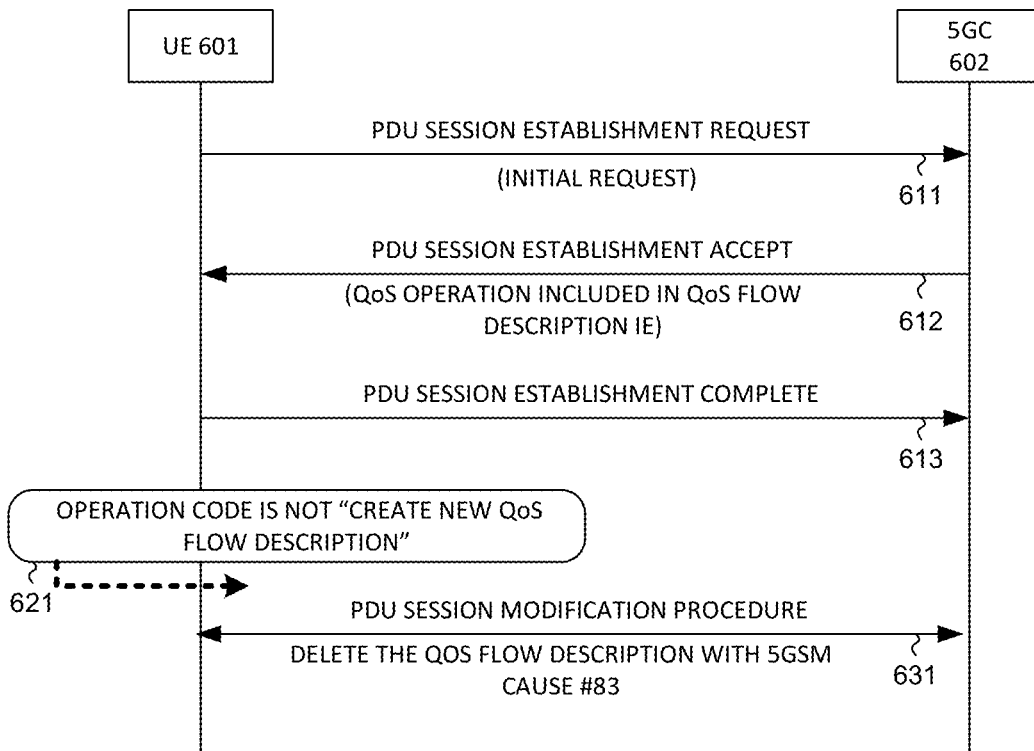 UE 601
5GC
602
PDU SESSION ESTABLISHMENT REQUEST
(INITIAL REQUEST)
611
PDU SESSION ESTABLISHMENT ACCEPT
(QoS OPERATION INCLUDED IN QoS FLOW
DESCRIPTION IE)
612
PDU SESSION ESTABLISHMENT COMPLETE
613
OPERATION CODE IS NOT “CREATE NEW QoS
FLOW DESCRIPTION”
621
PDU SESSION MODIFICATION PROCEDURE
DELETE THE QOS FLOW DESCRIPTION WITH 5GSM
CAUSE #83
631